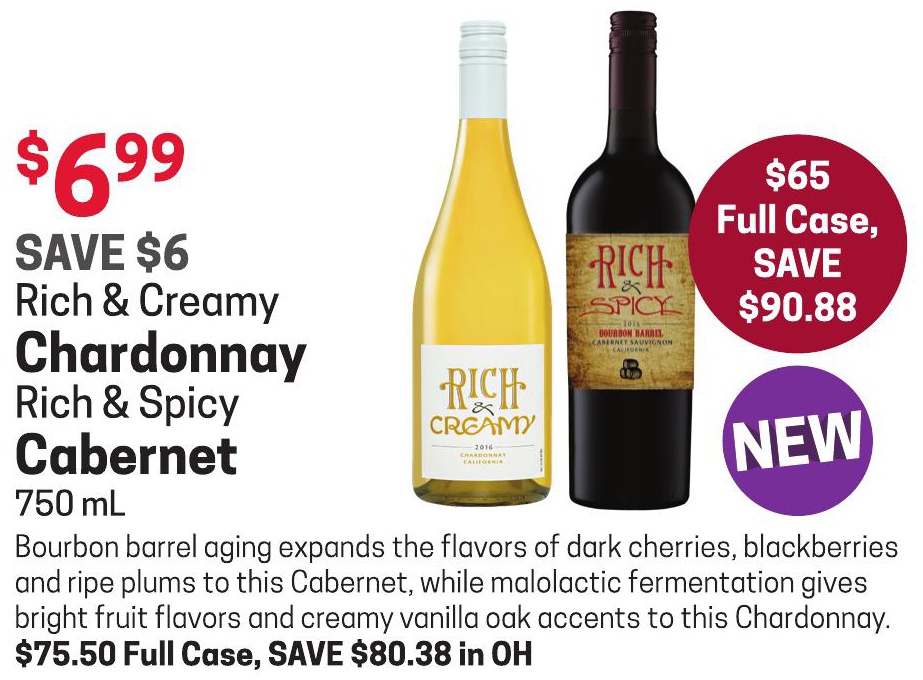 $6.99
SAVE $6
Rich & Creamy
Chardonnay
Rich & Spicy
Cabernet
750 mL
RICH
&
CREAMY
2016
CHARDONNAY
CALIFORNIA
RICH
&
SPICY
BOURBON BARREL
CABERNET SAUVIGNON
CALIFORNIA
$65
Full Case,
SAVE
$90.88
NEW
Bourbon barrel aging expands the flavors of dark cherries, blackberries
and ripe plums to this Cabernet, while malolactic fermentation gives
bright fruit flavors and creamy vanilla oak accents to this Chardonnay.
$75.50 Full Case, SAVE $80.38 in OH